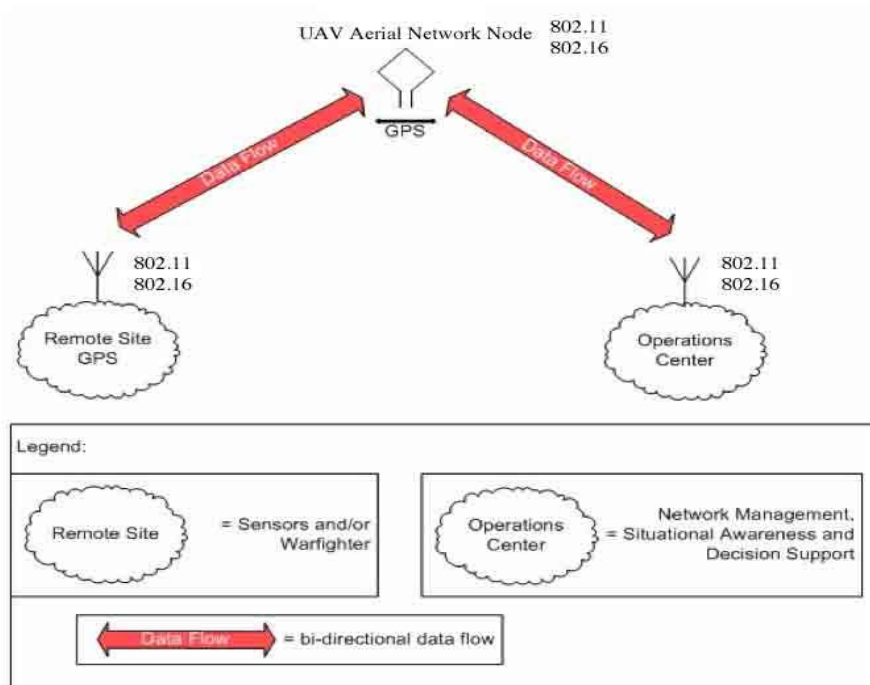 UAV Aerial Network Node 802.11
802.16
GPS
Data Flow
Data Flow
802.11
802.16
Remote Site
GPS
802.11
802.16
Operations
Center
Legend:
Remote Site
= Sensors and/or
Warfighter
Operations
Center
Network Management,
= Situational Awareness and
Decision Support
Data Flow
= bi-directional data flow